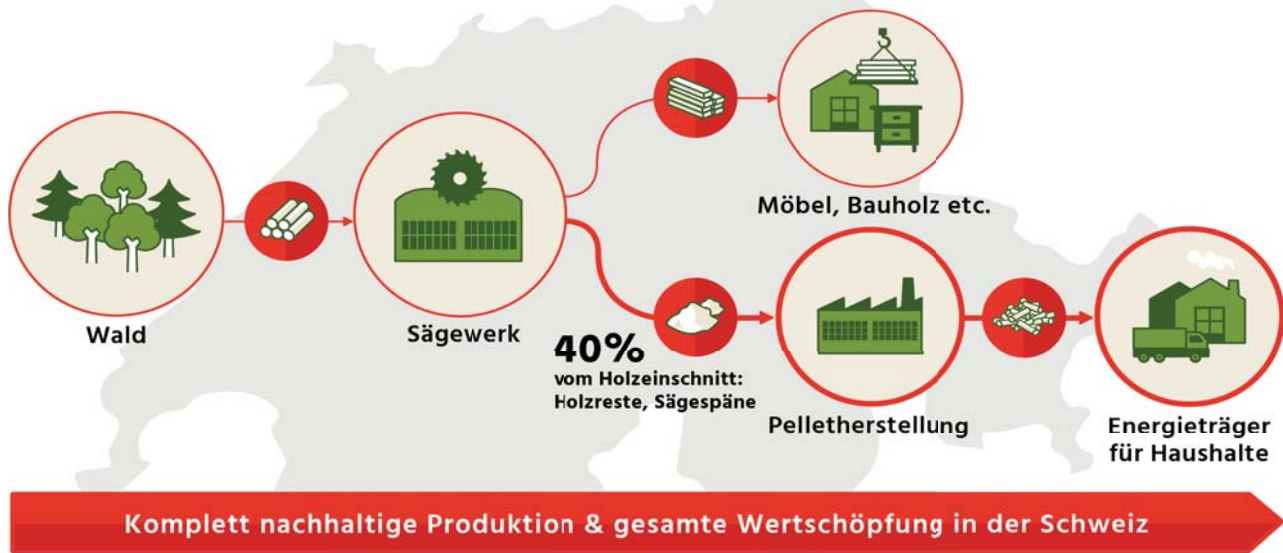 Wald
Sägewerk
Möbel, Bauholz etc.
40%
vom Holzeinschnitt:
Holzreste, Sägespäne
Pelletherstellung
Energieträger
für Haushalte
Komplett nachhaltige Produktion & gesamte Wertschöpfung in der Schweiz